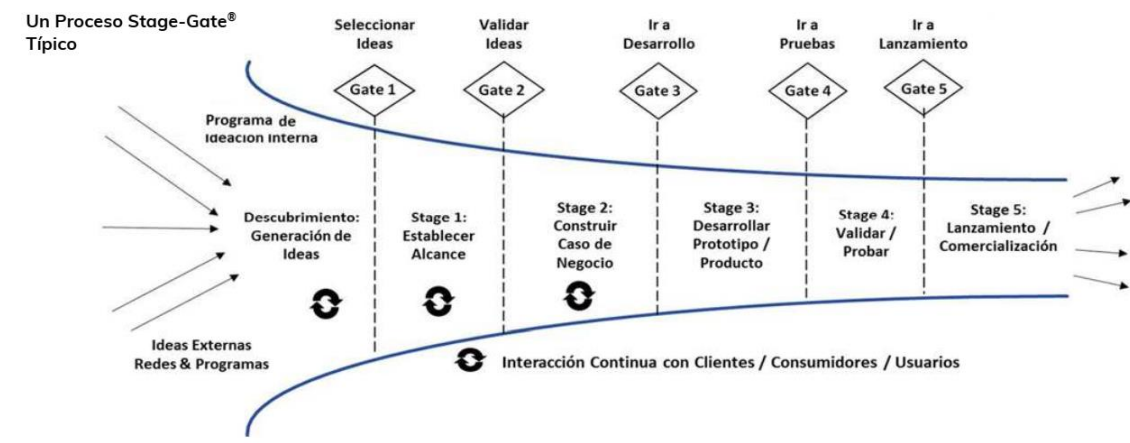 Un Proceso Stage-Gate®
Típico
Seleccionar
Ideas
Validar
Ideas
Ir a
Desarrollo
Ir a
Pruebas
Ir a
Lanzamiento
Gate 1
Gate 2
Gate 3
Gate 4
Gate 5
Programa de
Ideación Interna
Descubrimiento:
Generación de
Ideas
Stage 1:
Establecer
Alcance
Stage 2:
Construir
Caso de
Negocio
Stage 3:
Desarrollar
Prototipo /
Producto
Stage 4:
Validar /
Probar
Stage 5:
Lanzamiento /
Comercialización
Ideas Externas
Redes & Programas
Interacción Continua con Clientes / Consumidores / Usuarios